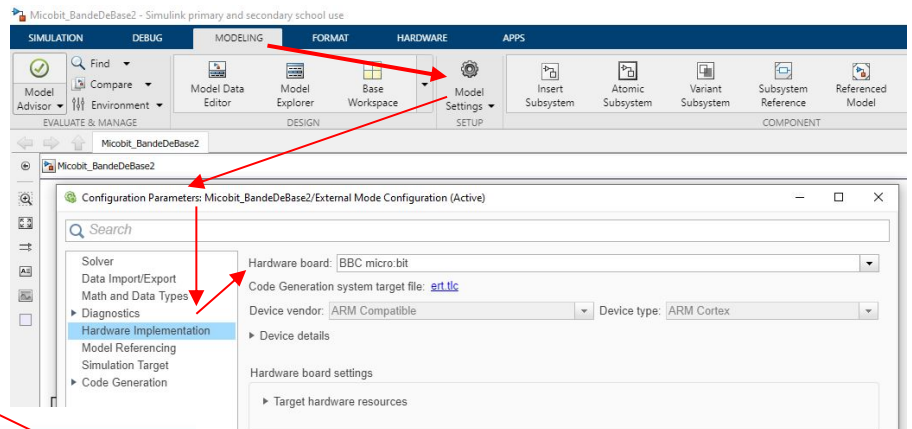 Micobit_BandeDeBase2 - Simulink primary and secondary school use
SIMULATION DEBUG MODELING FORMAT HARDWARE APPS
Model Advisor
Find
Compare
Environment
Model Data Editor
Model Explorer
Base Workspace
Model Settings
Insert Subsystem
Atomic Subsystem
Variant Subsystem
Subsystem Reference
Referenced Model
EVALUATE & MANAGE DESIGN SETUP COMPONENT
Micobit_BandeDeBase2
Micobit_BandeDeBase2
Configuration Parameters: Micobit_BandeDeBase2/External Mode Configuration (Active)
Search
Solver
Data Import/Export
Math and Data Types
Diagnostics
Hardware Implementation
Model Referencing
Simulation Target
Code Generation
Hardware board: BBC micro:bit
Code Generation system target file: ert.tlc
Device vendor: ARM Compatible Device type: ARM Cortex
Device details
Hardware board settings
Target hardware resources